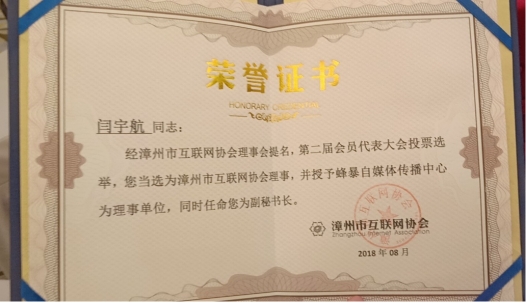 荣誉证书
HONORARY CREDENTIAL
闫宇航 同志：
经漳州市互联网协会理事会提名，第二届会员代表大会投票选
举，您当选为漳州市互联网协会理事，并授予蜂暴自媒体传播中心
为理事单位，同时任命您为副秘书长。
漳州市互联网协会
Zhangzhou Internet Association
2018 年 08 月